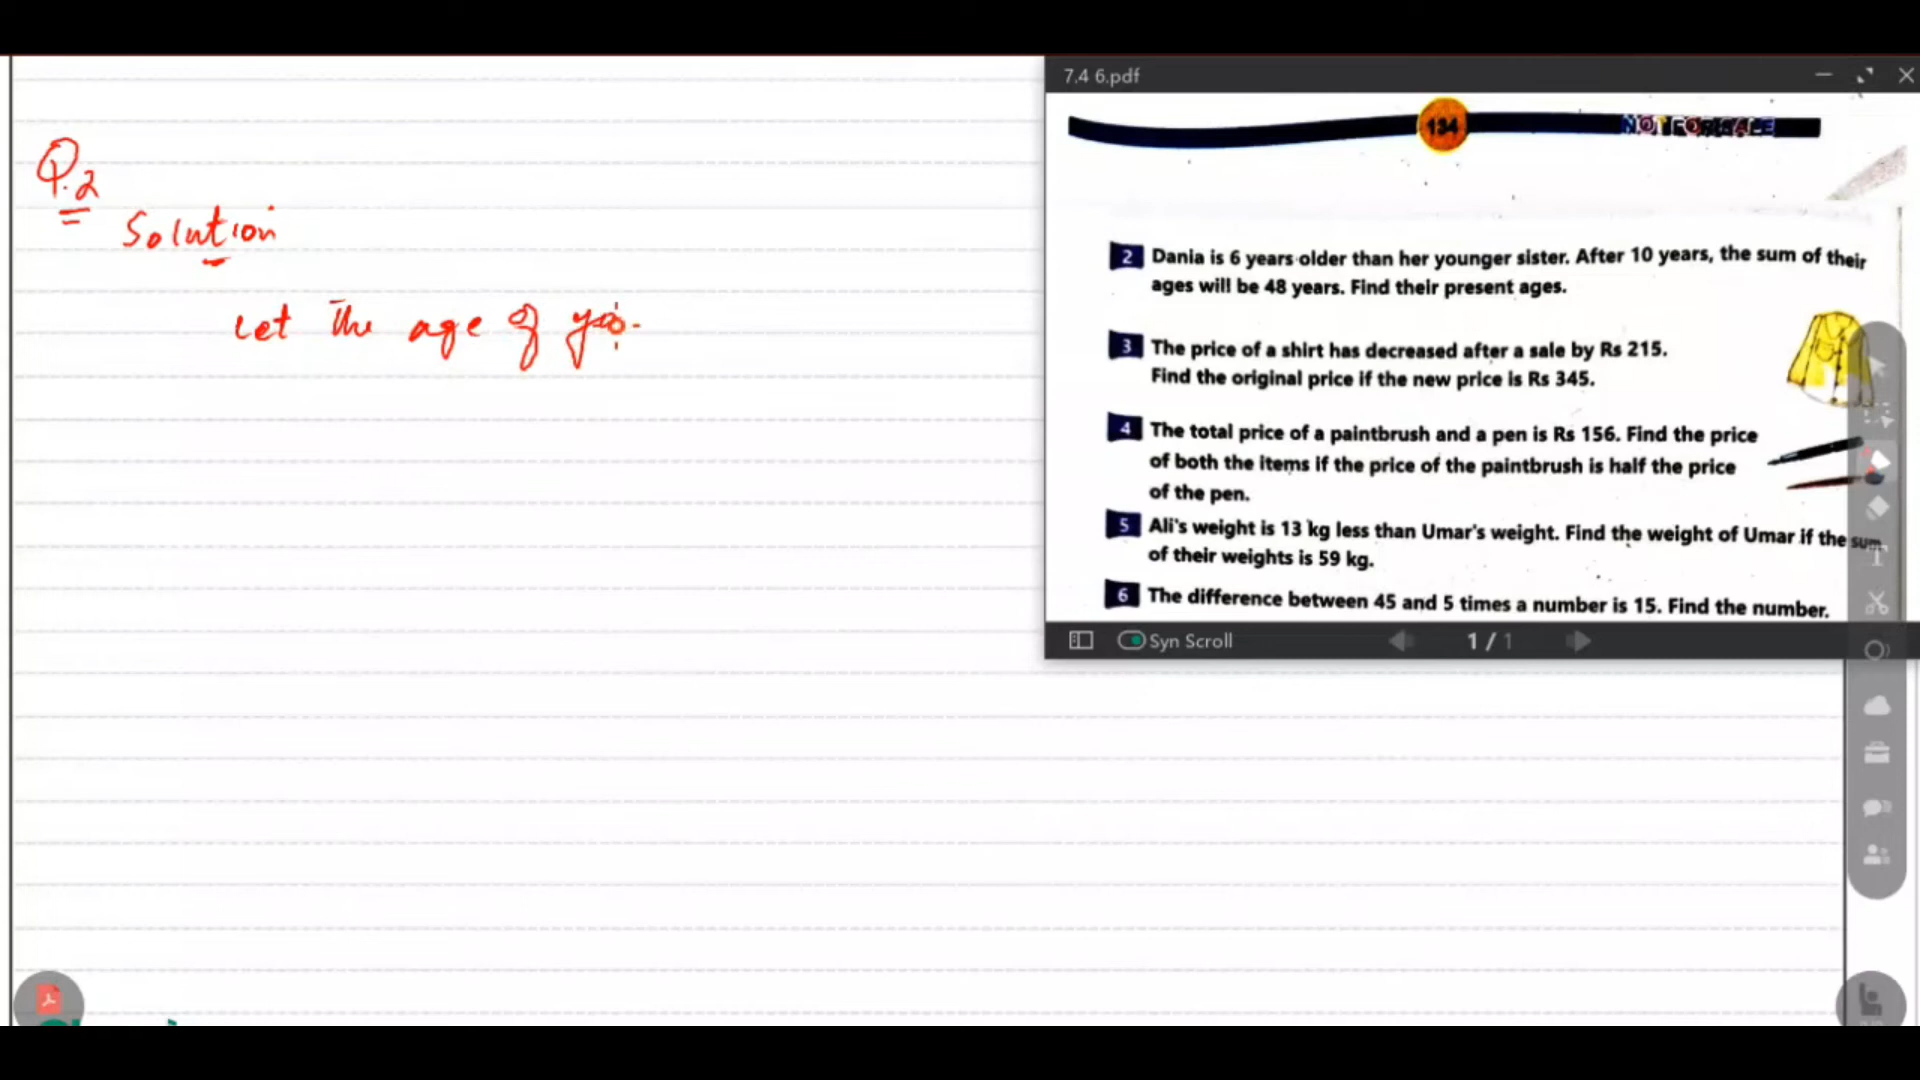 Q.2
Solution
Let The age of yo
7.4 6.pdf
134
NOT FOR SALE
2 Dania is 6 years older than her younger sister. After 10 years, the sum of their
ages will be 48 years. Find their present ages.
3 The price of a shirt has decreased after a sale by Rs 215.
Find the original price if the new price is Rs 345.
4 The total price of a paintbrush and a pen is Rs 156. Find the price
of both the items if the price of the paintbrush is half the price
of the pen.
5 Ali's weight is 13 kg less than Umar's weight. Find the weight of Umar if the sum
of their weights is 59 kg.
6 The difference between 45 and 5 times a number is 15. Find the number.
Syn Scroll
1 / 1